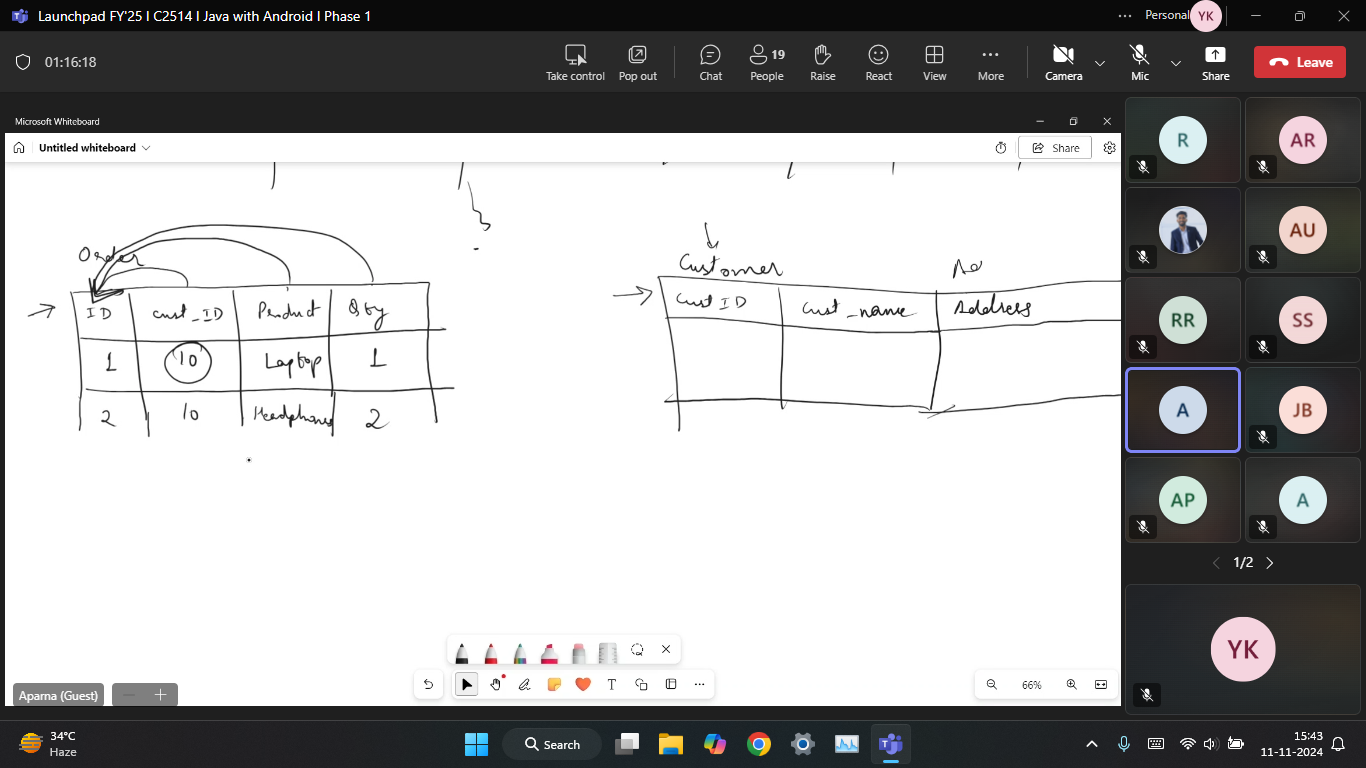 Launchpad FY'25 I C2514 I Java with Android I Phase 1
Personal
YK
01:16:18
Take control
Pop out
Chat
19
People
Raise
React
View
More
Camera
Mic
Share
Leave
Microsoft Whiteboard
Untitled whiteboard
Share
Order
ID cust_ID Product Qty
1 10 Laptop 1
2 10 Headphones 2
Customer
Cust ID Cust_name Address
R
AR
AU
RR
SS
A
JB
AP
A
1/2
YK
66%
Aparna (Guest)
34°C
Haze
Search
15:43
11-11-2024